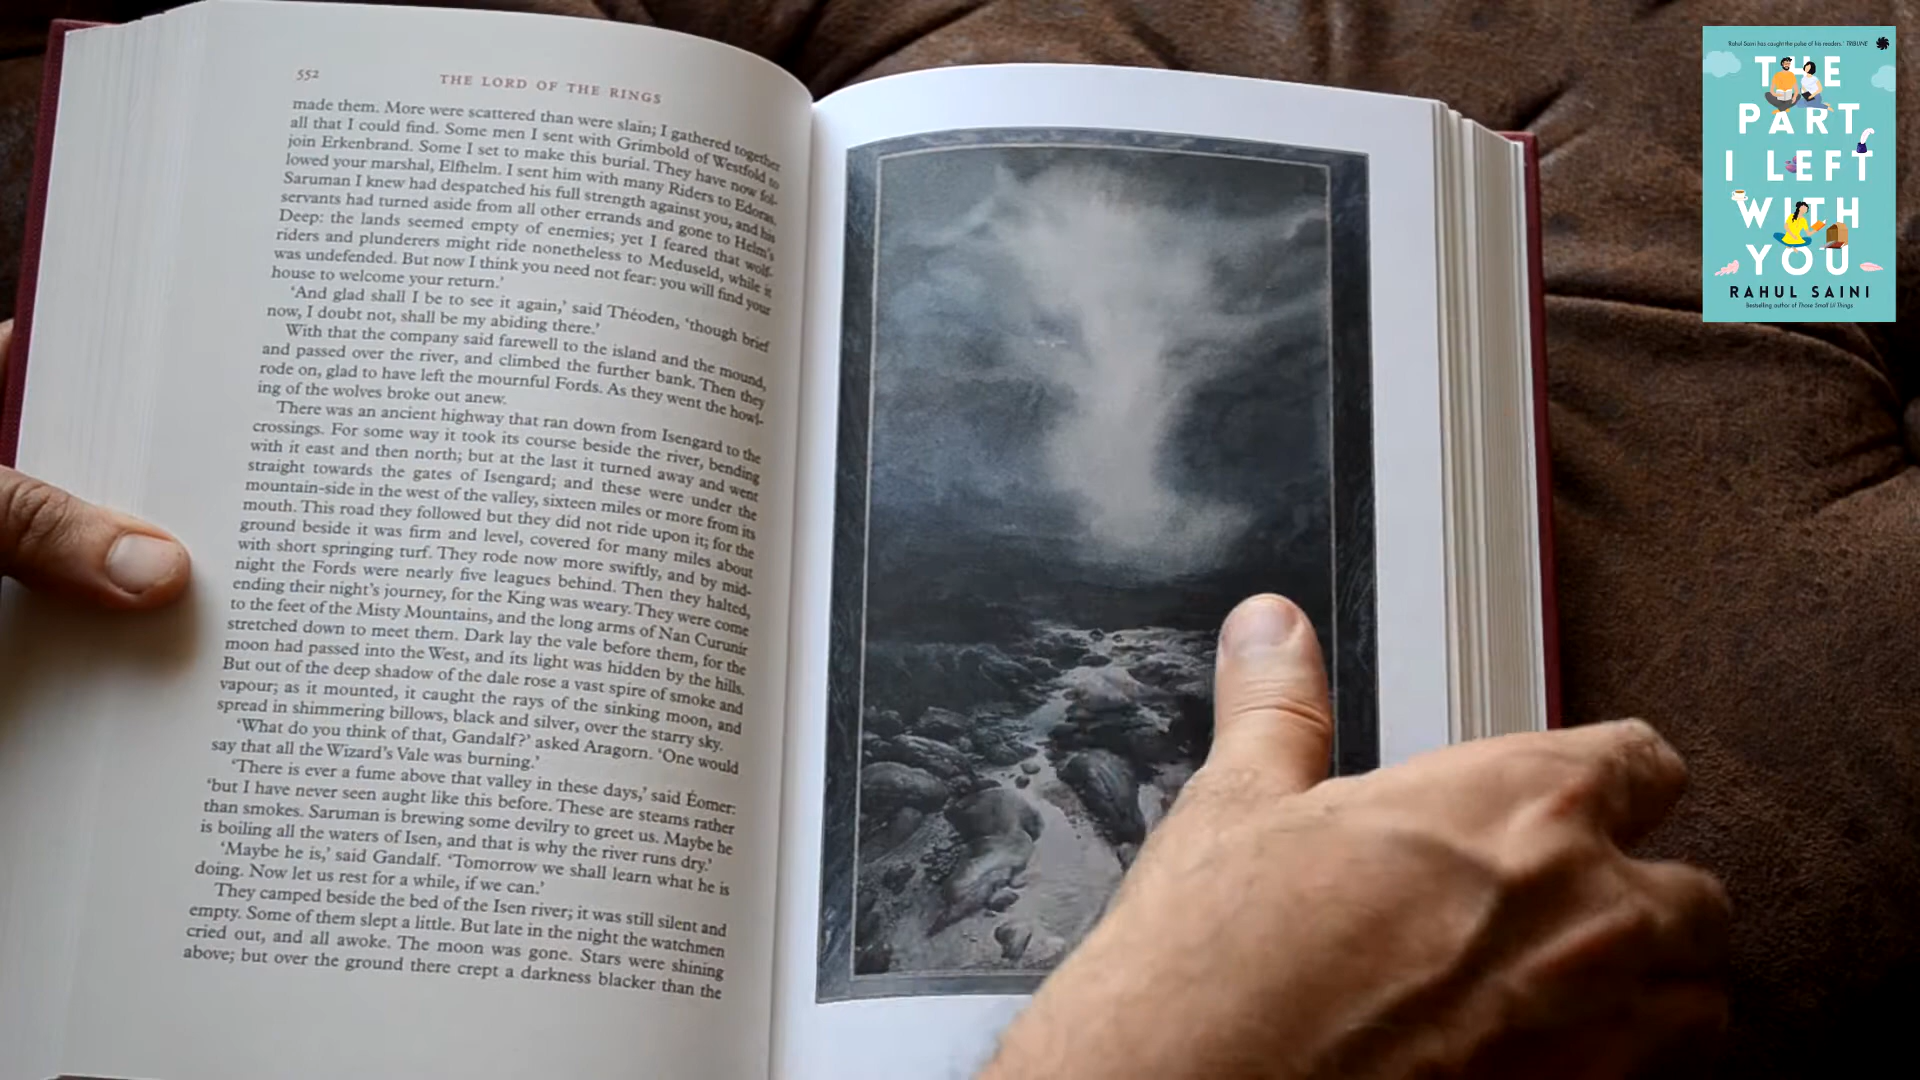 552
THE LORD OF THE RINGS
made them. More were scattered than were slain; I gathered together
all that I could find. Some men I sent with Grimbold of Westfold to
join Erkenbrand. Some I set to make this burial. They have now fol-
lowed your marshal, Elfhelm. I sent him with many Riders to Edoras.
Saruman I knew had despatched his full strength against you, and his
servants had turned aside from all other errands and gone to Helm's
Deep: the lands seemed empty of enemies; yet I feared that wolf-
riders and plunderers might ride nonetheless to Meduseld, while it
was undefended. But now I think you need not fear: you will find your
house to welcome your return.'
'And glad shall I be to see it again,' said Théoden, 'though brief
now, I doubt not, shall be my abiding there.'
With that the company said farewell to the island and the mound,
and passed over the river, and climbed the further bank. Then they
rode on, glad to have left the mournful Fords. As they went the howl-
ing of the wolves broke out anew.
There was an ancient highway that ran down from Isengard to the
crossings. For some way it took its course beside the river, bending
with it east and then north; but at the last it turned away and went
straight towards the gates of Isengard; and these were under the
mountain-side in the west of the valley, sixteen miles or more from its
mouth. This road they followed but they did not ride upon it; for the
ground beside it was firm and level, covered for many miles about
with short springing turf. They rode now more swiftly, and by mid-
night the Fords were nearly five leagues behind. Then they halted,
ending their night's journey, for the King was weary. They were come
to the feet of the Misty Mountains, and the long arms of Nan Curunír
stretched down to meet them. Dark lay the vale before them, for the
moon had passed into the West, and its light was hidden by the hills.
But out of the deep shadow of the dale rose a vast spire of smoke and
vapour; as it mounted, it caught the rays of the sinking moon, and
spread in shimmering billows, black and silver, over the starry sky.
'What do you think of that, Gandalf?' asked Aragorn. 'One would
say that all the Wizard's Vale was burning.'
'There is ever a fume above that valley in these days,' said Éomer:
'but I have never seen aught like this before. These are steams rather
than smokes. Saruman is brewing some devilry to greet us. Maybe he
is boiling all the waters of Isen, and that is why the river runs dry.'
'Maybe he is,' said Gandalf. 'Tomorrow we shall learn what he is
doing. Now let us rest for a while, if we can.'
They camped beside the bed of the Isen river; it was still silent and
empty. Some of them slept a little. But late in the night the watchmen
cried out, and all awoke. The moon was gone. Stars were shining
above; but over the ground there crept a darkness blacker than the
'Rahul Saini has caught the pulse of his readers.' TRIBUNE
THE
PART
I LEFT
WITH
YOU
RAHUL SAINI
Bestselling author of Those Small Lil Things